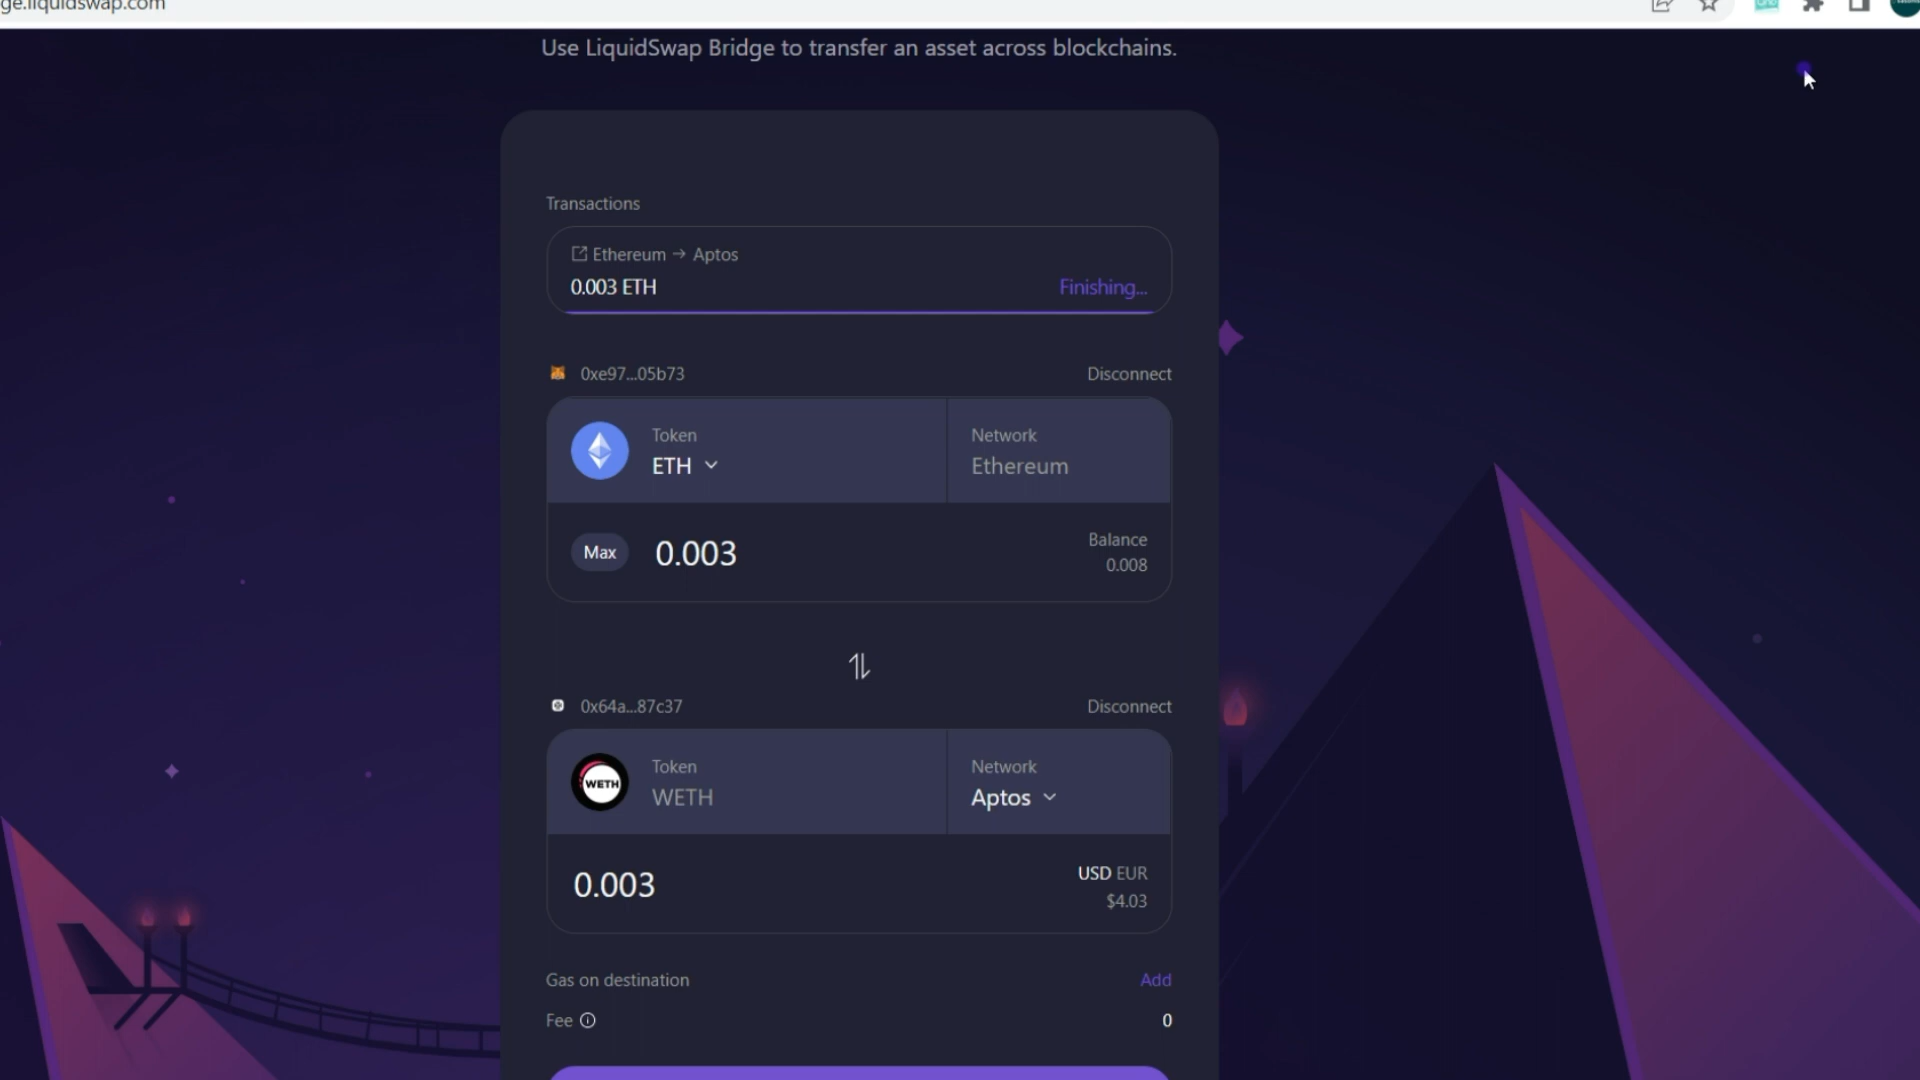 ge.liquidswap.com
Use LiquidSwap Bridge to transfer an asset across blockchains.
Transactions
Ethereum → Aptos
0.003 ETH
Finishing...
0xe97...05b73
Disconnect
Token
Network
ETH
Ethereum
Max
0.003
Balance
0.008
0x64a...87c37
Disconnect
Token
Network
WETH
WETH
Aptos
0.003
USD EUR
$4.03
Gas on destination
Add
Fee
0